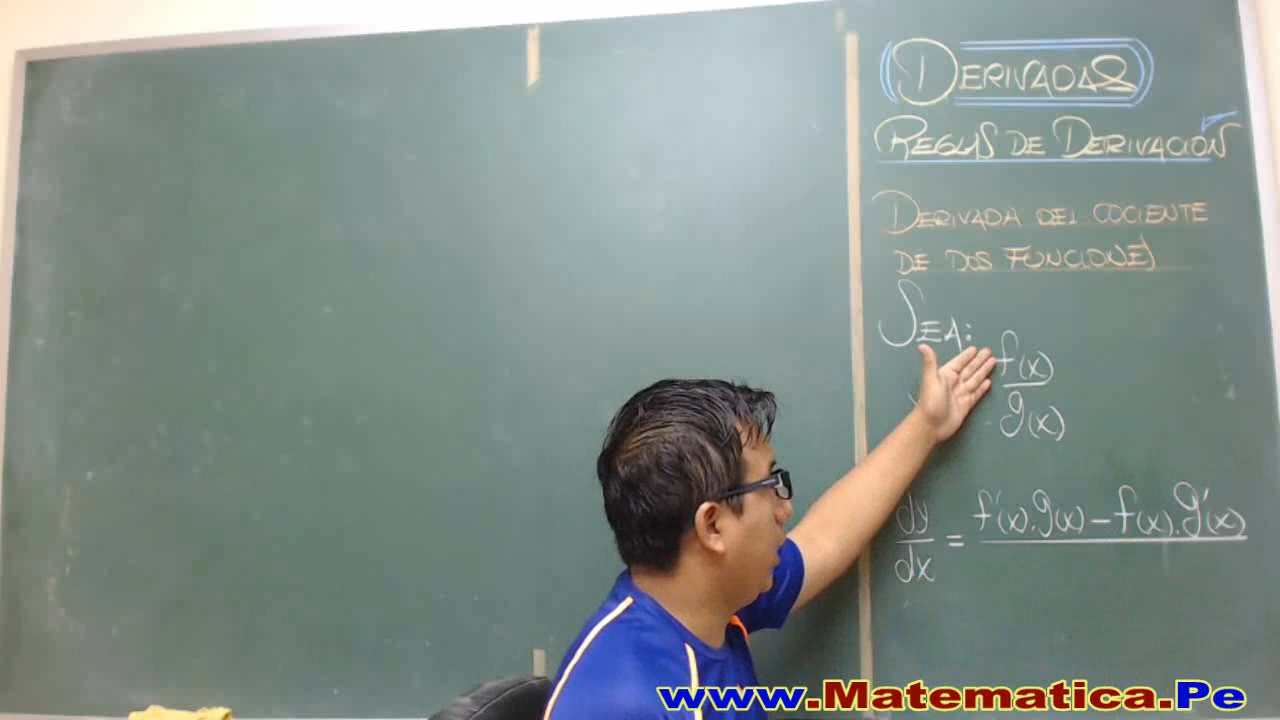 DERIVADAS
REGLAS DE DERIVACIÓN
DERIVADA DEL COCIENTE
DE DOS FUNCIONES
SEA:
f(x)
g(x)
dy/dx = f'(x).g(x) - f(x).g'(x)
www.Matematica.Pe